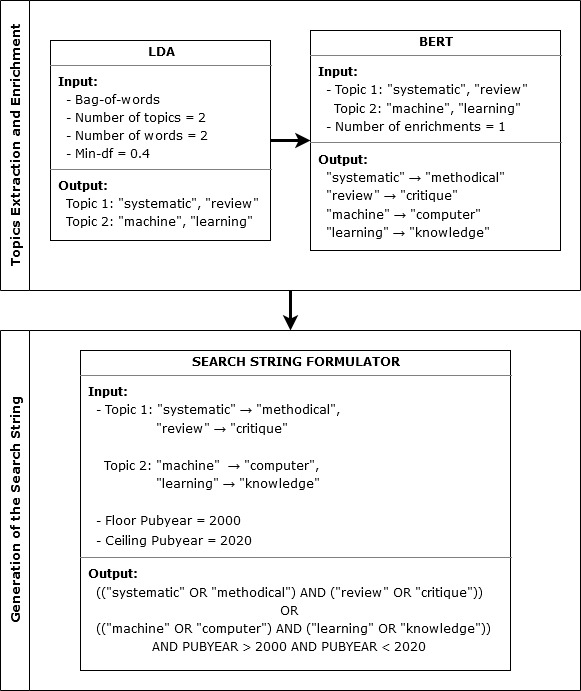 Topics Extraction and Enrichment
LDA
Input:
- Bag-of-words
- Number of topics = 2
- Number of words = 2
- Min-df = 0.4
Output:
Topic 1: "systematic", "review"
Topic 2: "machine", "learning"
BERT
Input:
- Topic 1: "systematic", "review"
Topic 2: "machine", "learning"
- Number of enrichments = 1
Output:
"systematic" → "methodical"
"review" → "critique"
"machine" → "computer"
"learning" → "knowledge"
Generation of the Search String
SEARCH STRING FORMULATOR
Input:
- Topic 1: "systematic" → "methodical",
"review" → "critique"
Topic 2: "machine" → "computer",
"learning" → "knowledge"
- Floor Pubyear = 2000
- Ceiling Pubyear = 2020
Output:
(("systematic" OR "methodical") AND ("review" OR "critique"))
OR
(("machine" OR "computer") AND ("learning" OR "knowledge"))
AND PUBYEAR > 2000 AND PUBYEAR < 2020